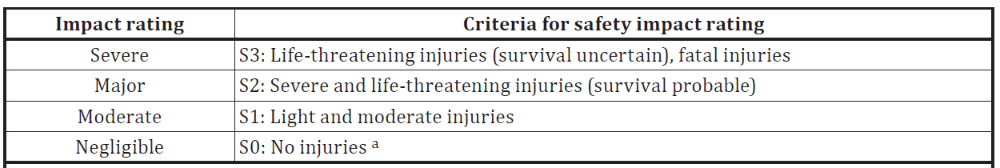 Impact rating Criteria for safety impact rating
Severe S3: Life-threatening injuries (survival uncertain), fatal injuries
Major S2: Severe and life-threatening injuries (survival probable)
Moderate S1: Light and moderate injuries
Negligible S0: No injuries a